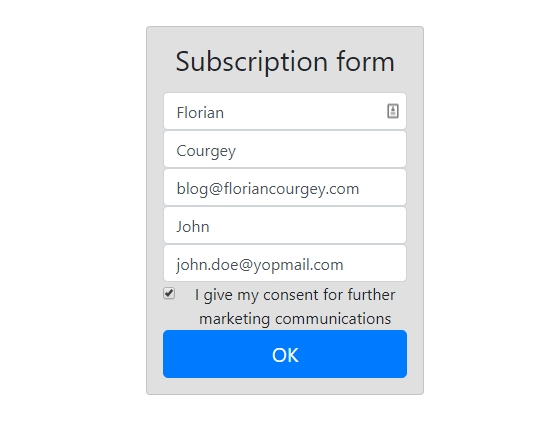 Subscription form
Florian
Courgey
blog@floriancourgey.com
John
john.doe@yopmail.com
I give my consent for further
marketing communications
OK